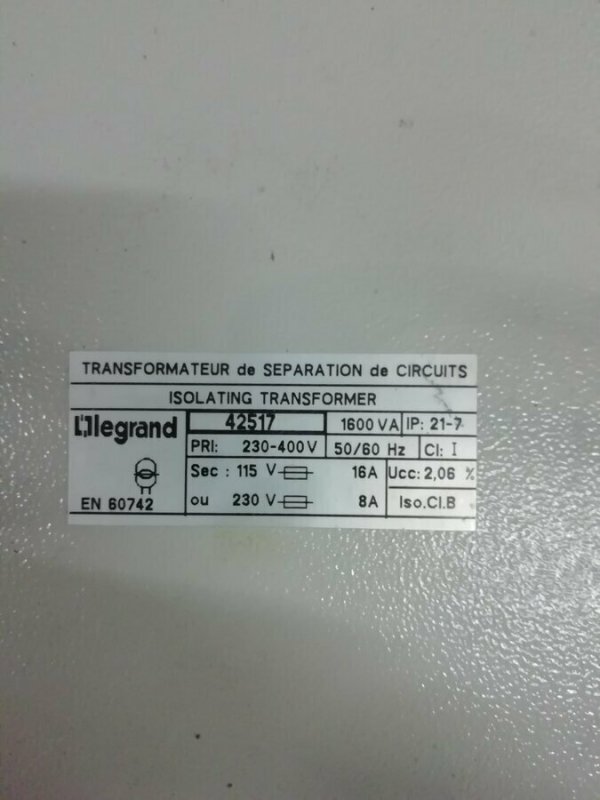 TRANSFORMATEUR de SEPARATION de CIRCUITS
ISOLATING TRANSFORMER
legrand 42517 1600 VA IP: 21-7
PRI: 230-400V 50/60 Hz Cl: I
Sec : 115 V 16A Ucc: 2,06 %
EN 60742 ou 230 V 8A Iso.Cl.B